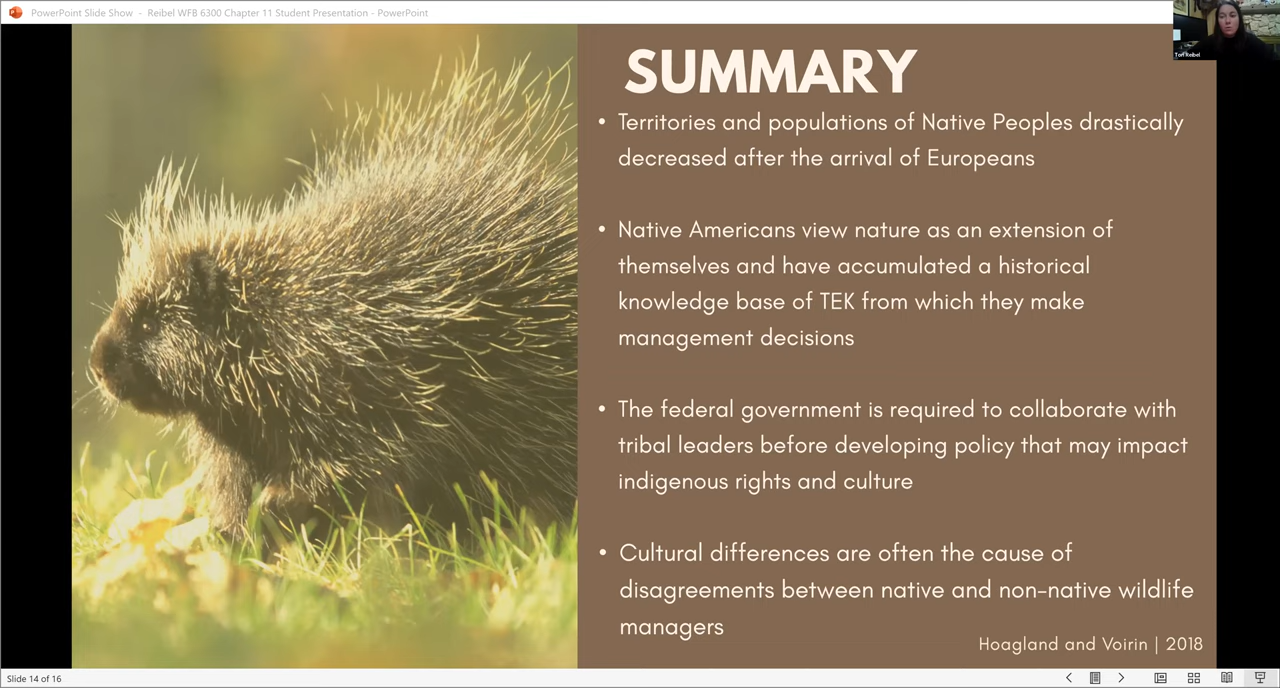 PowerPoint Slide Show - Reibel WFB 6300 Chapter 11 Student Presentation - PowerPoint
Tori Reibel
SUMMARY
• Territories and populations of Native Peoples drastically
decreased after the arrival of Europeans
• Native Americans view nature as an extension of
themselves and have accumulated a historical
knowledge base of TEK from which they make
management decisions
• The federal government is required to collaborate with
tribal leaders before developing policy that may impact
indigenous rights and culture
• Cultural differences are often the cause of
disagreements between native and non-native wildlife
managers
Hoagland and Voirin | 2018
Slide 14 of 16